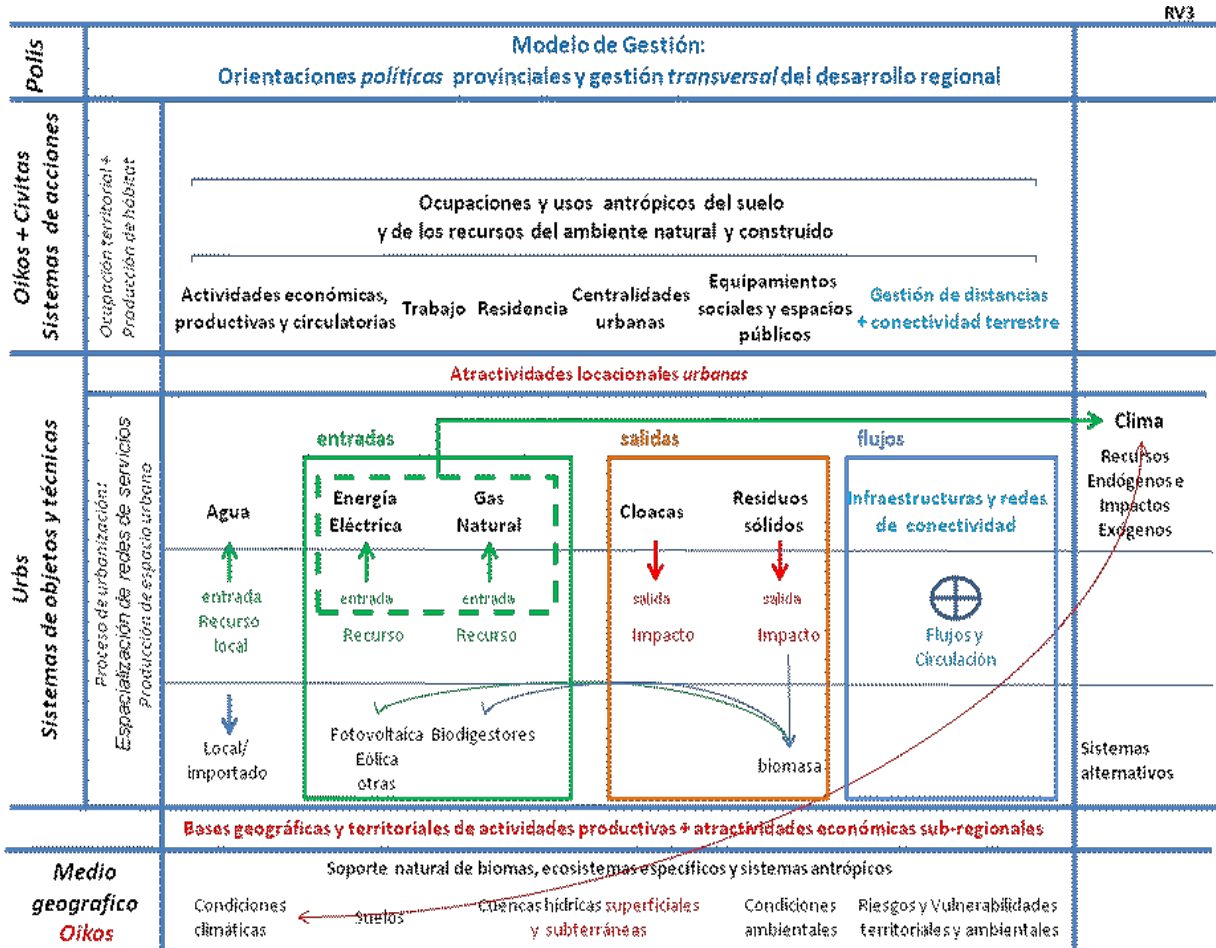 RV3
Polis
Modelo de Gestión:
Orientaciones políticas provinciales y gestión transversal del desarrollo regional
Oikos + Civitas
Sistemas de acciones
Ocupación territorial +
Producción de hábitat
Ocupaciones y usos antrópicos del suelo
y de los recursos del ambiente natural y construido
Actividades económicas,
productivas y circulatorias
Trabajo
Residencia
Centralidades
urbanas
Equipamientos
sociales y espacios
públicos
Gestión de distancias
+ conectividad terrestre
Atractividades locacionales urbanas
Urbs
Sistemas de objetos y técnicas
Proceso de urbanización:
Espacialización de redes de servicios
Producción de espacio urbano
entradas
salidas
flujos
Clima
Recursos
Endógenos e
Impactos
Exógenos
Agua
Energía
Eléctrica
Gas
Natural
Cloacas
Residuos
sólidos
Infraestructuras y redes
de conectividad
entrada
Recurso
local
entrada
Recurso
entrada
Recurso
salida
Impacto
salida
Impacto
Flujos y
Circulación
Local/
importado
Fotovoltaíca
Eólica
otras
Biodigestores
biomasa
Sistemas
alternativos
Bases geográficas y territoriales de actividades productivas + atractividades económicas sub-regionales
Medio
geografico
Oikos
Soporte natural de biomas, ecosistemas específicos y sistemas antrópicos
Condiciones
climáticas
Suelos
Cuencas hídricas superficiales
y subterráneas
Condiciones
ambientales
Riesgos y Vulnerabilidades
territoriales y ambientales